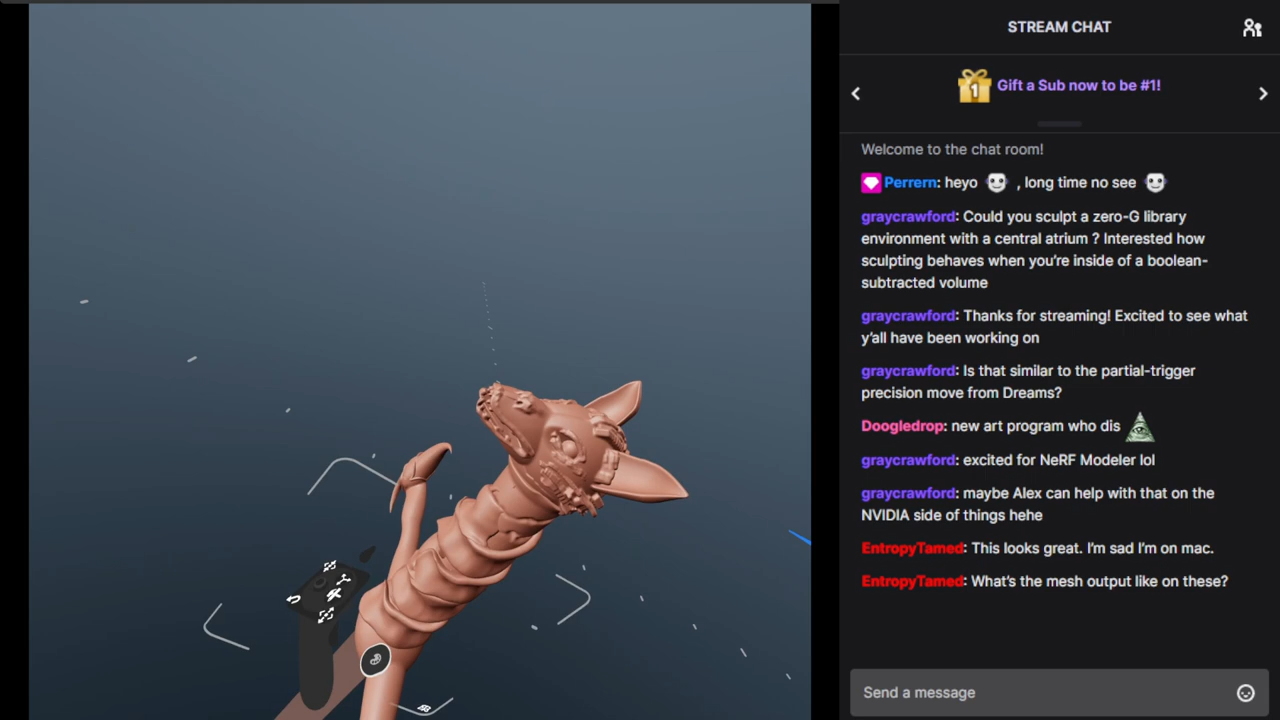 STREAM CHAT
1
Gift a Sub now to be #1!
Welcome to the chat room!
Perrern: heyo , long time no see
graycrawford: Could you sculpt a zero-G library
environment with a central atrium ? Interested how
sculpting behaves when you're inside of a boolean-
subtracted volume
graycrawford: Thanks for streaming! Excited to see what
y'all have been working on
graycrawford: Is that similar to the partial-trigger
precision move from Dreams?
Doogledrop: new art program who dis
graycrawford: excited for NeRF Modeler lol
graycrawford: maybe Alex can help with that on the
NVIDIA side of things hehe
EntropyTamed: This looks great. I'm sad I'm on mac.
EntropyTamed: What's the mesh output like on these?
Send a message